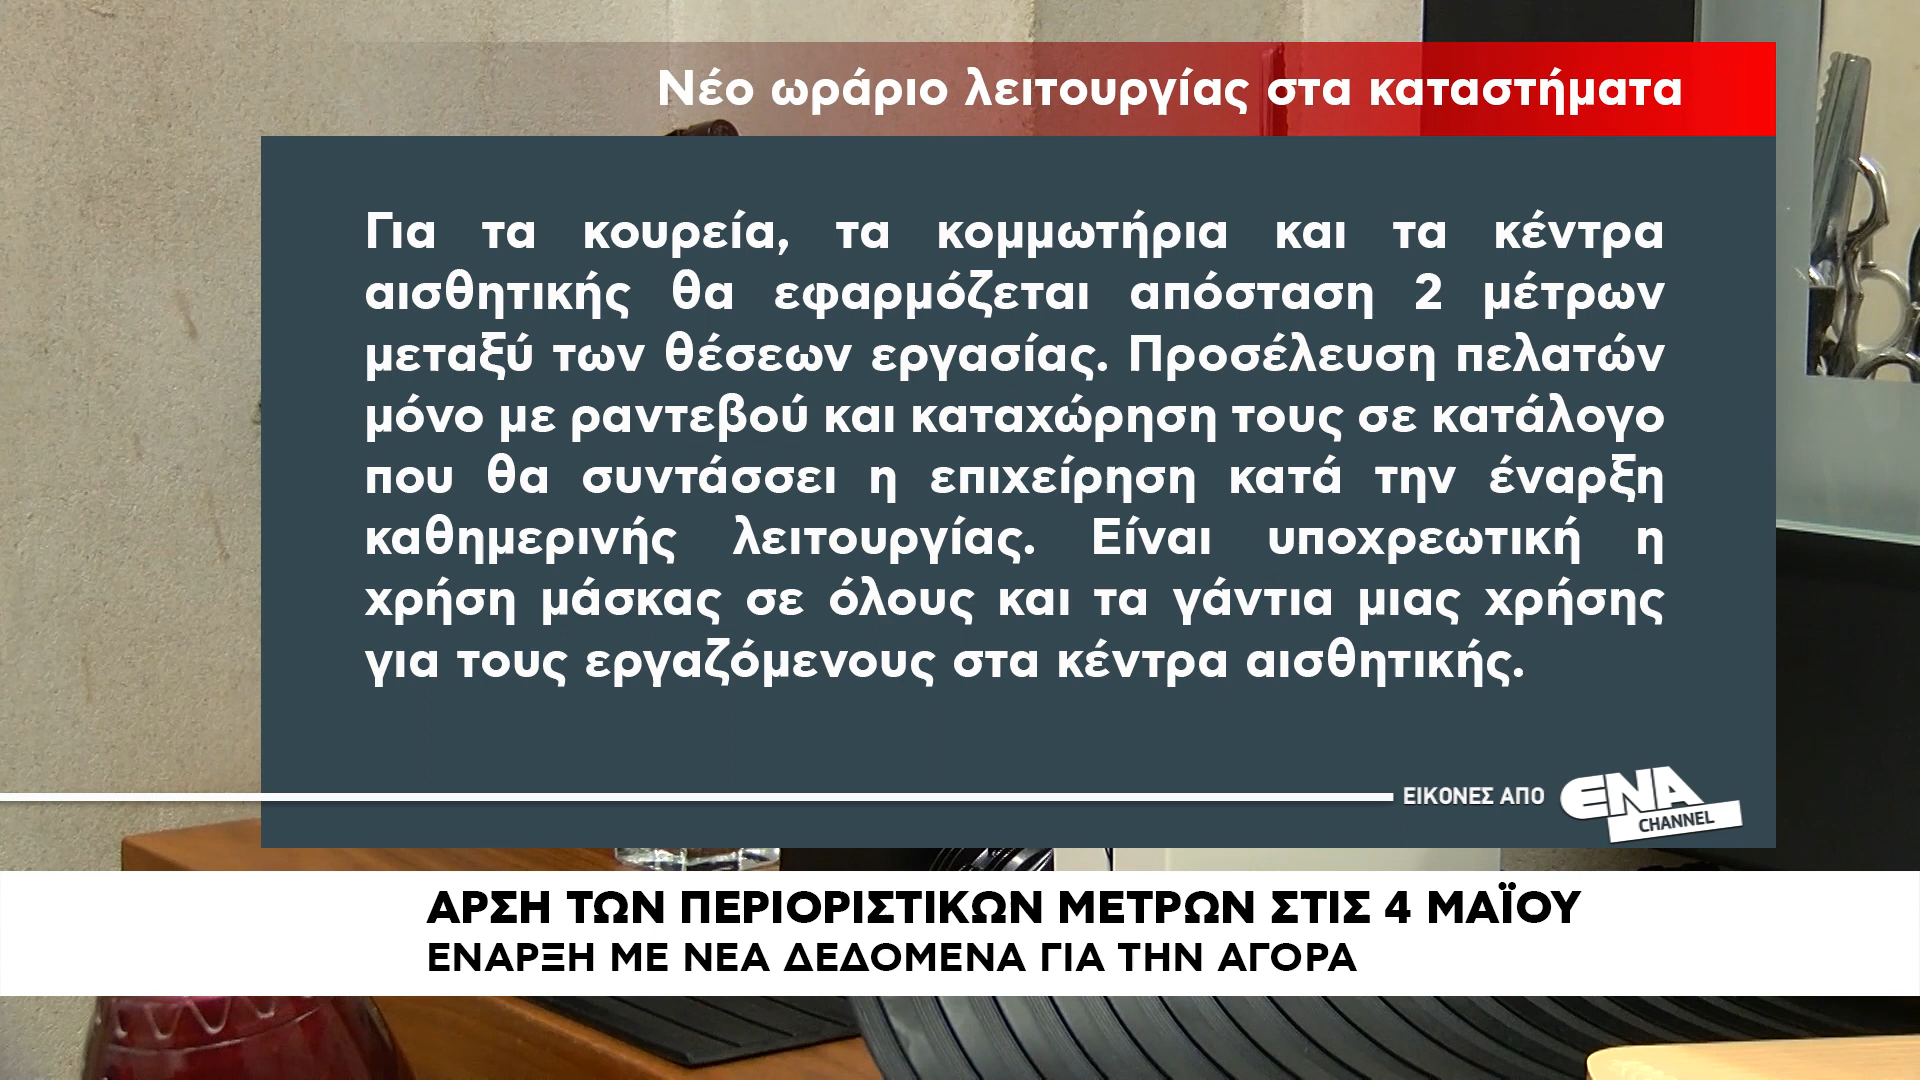 Νέο ωράριο λειτουργίας στα καταστήματα
Για τα κουρεία, τα κομμωτήρια και τα κέντρα
αισθητικής θα εφαρμόζεται απόσταση 2 μέτρων
μεταξύ των θέσεων εργασίας. Προσέλευση πελατών
μόνο με ραντεβού και καταχώρηση τους σε κατάλογο
που θα συντάσσει η επιχείρηση κατά την έναρξη
καθημερινής λειτουργίας. Είναι υποχρεωτική η
χρήση μάσκας σε όλους και τα γάντια μιας χρήσης
για τους εργαζόμενους στα κέντρα αισθητικής.
ΕΙΚΟΝΕΣ ΑΠΟ
ENA
CHANNEL
ΑΡΣΗ ΤΩΝ ΠΕΡΙΟΡΙΣΤΙΚΩΝ ΜΕΤΡΩΝ ΣΤΙΣ 4 ΜΑΪΟΥ
ΕΝΑΡΞΗ ΜΕ ΝΕΑ ΔΕΔΟΜΕΝΑ ΓΙΑ ΤΗΝ ΑΓΟΡΑ